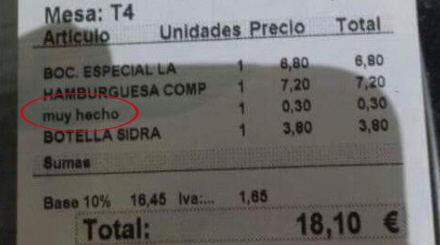 Mesa: T4
Artículo Unidades Precio Total
BOC. ESPECIAL LA 1 6,80 6,80
HAMBURGUESA COMP 1 7,20 7,20
muy hecho 1 0,30 0,30
BOTELLA SIDRA 1 3,80 3,80
Sumas
Base 10% 16,45 Iva:... 1,65
Total: 18,10 €